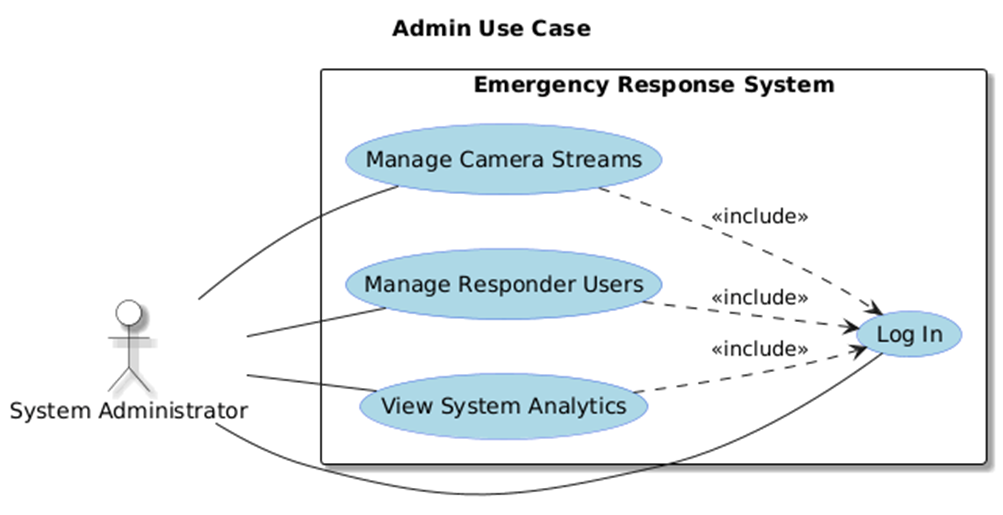 Admin Use Case
Emergency Response System
Manage Camera Streams
«include»
Manage Responder Users
«include»
Log In
«include»
View System Analytics
System Administrator